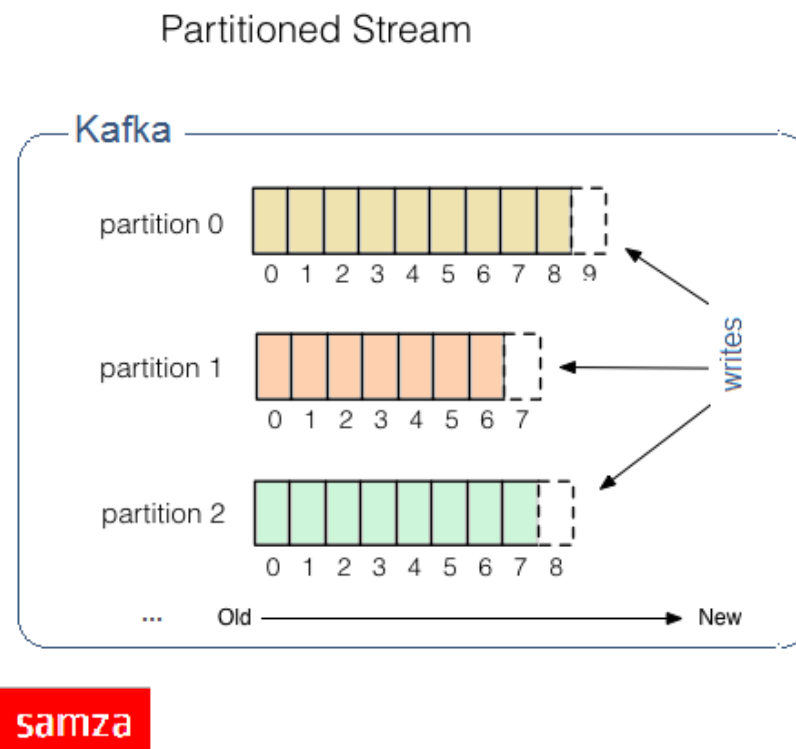 Partitioned Stream
Kafka
partition 0
0 1 2 3 4 5 6 7 8 9
partition 1
0 1 2 3 4 5 6 7
writes
partition 2
0 1 2 3 4 5 6 7 8
... Old New
samza